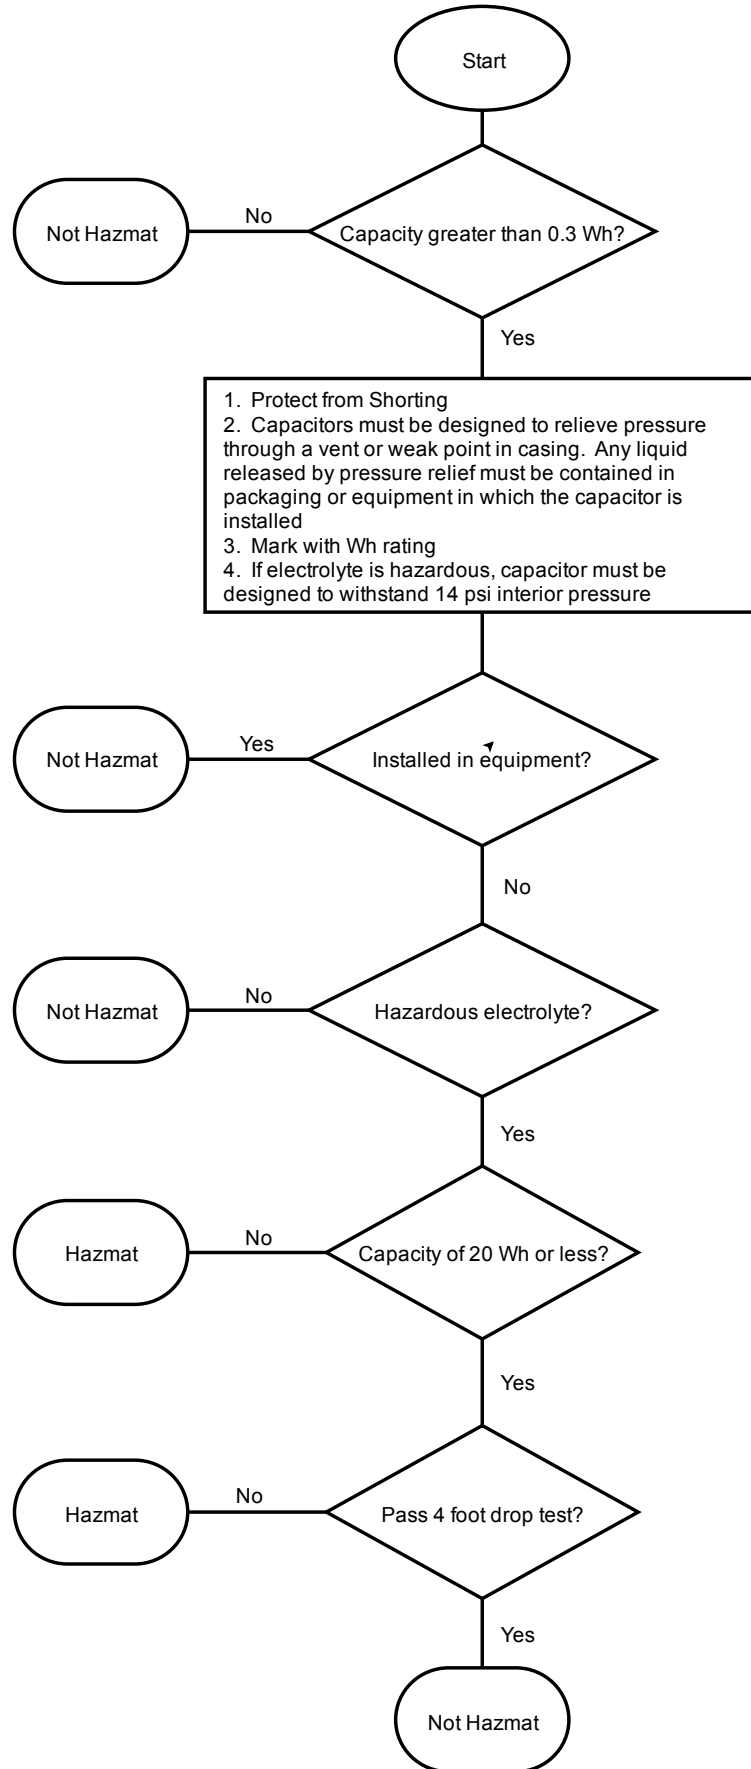 Start
Capacity greater than 0.3 Wh?
No
Not Hazmat
Yes
1.  Protect from Shorting
2.  Capacitors must be designed to relieve pressure
through a vent or weak point in casing.  Any liquid
released by pressure relief must be contained in
packaging or equipment in which the capacitor is
installed
3.  Mark with Wh rating
4.  If electrolyte is hazardous, capacitor must be
designed to withstand 14 psi interior pressure
Installed in equipment?
Yes
Not Hazmat
No
Hazardous electrolyte?
No
Not Hazmat
Yes
Capacity of 20 Wh or less?
No
Hazmat
Yes
Pass 4 foot drop test?
No
Hazmat
Yes
Not Hazmat